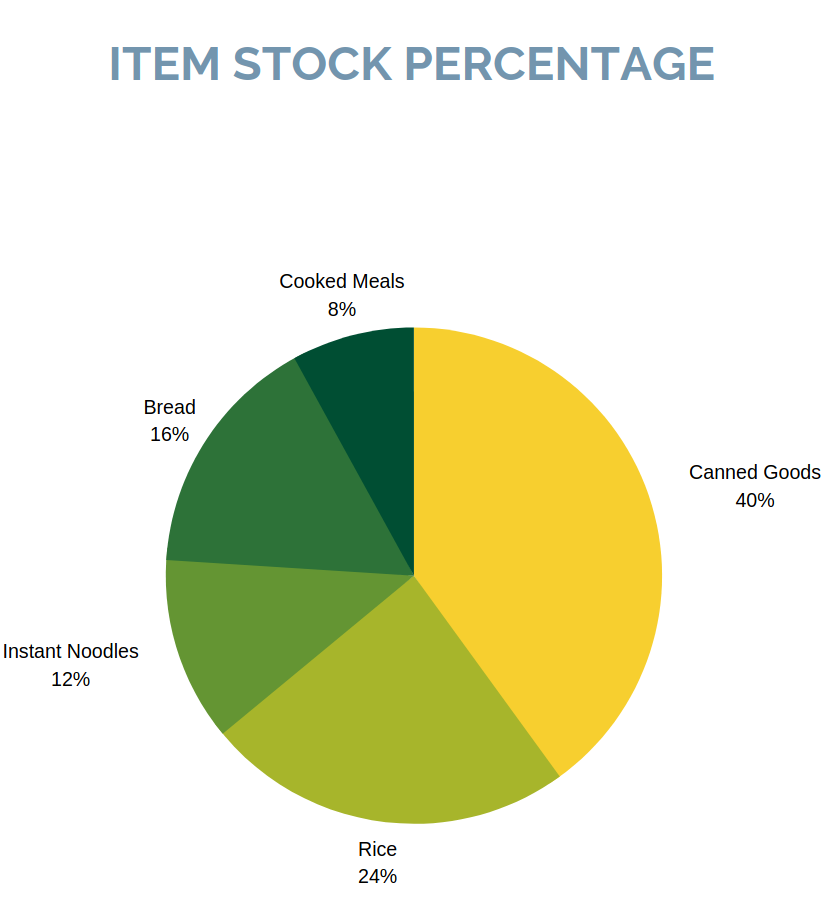 ITEM STOCK PERCENTAGE
Cooked Meals
8%
Bread
16%
Canned Goods
40%
Instant Noodles
12%
Rice
24%